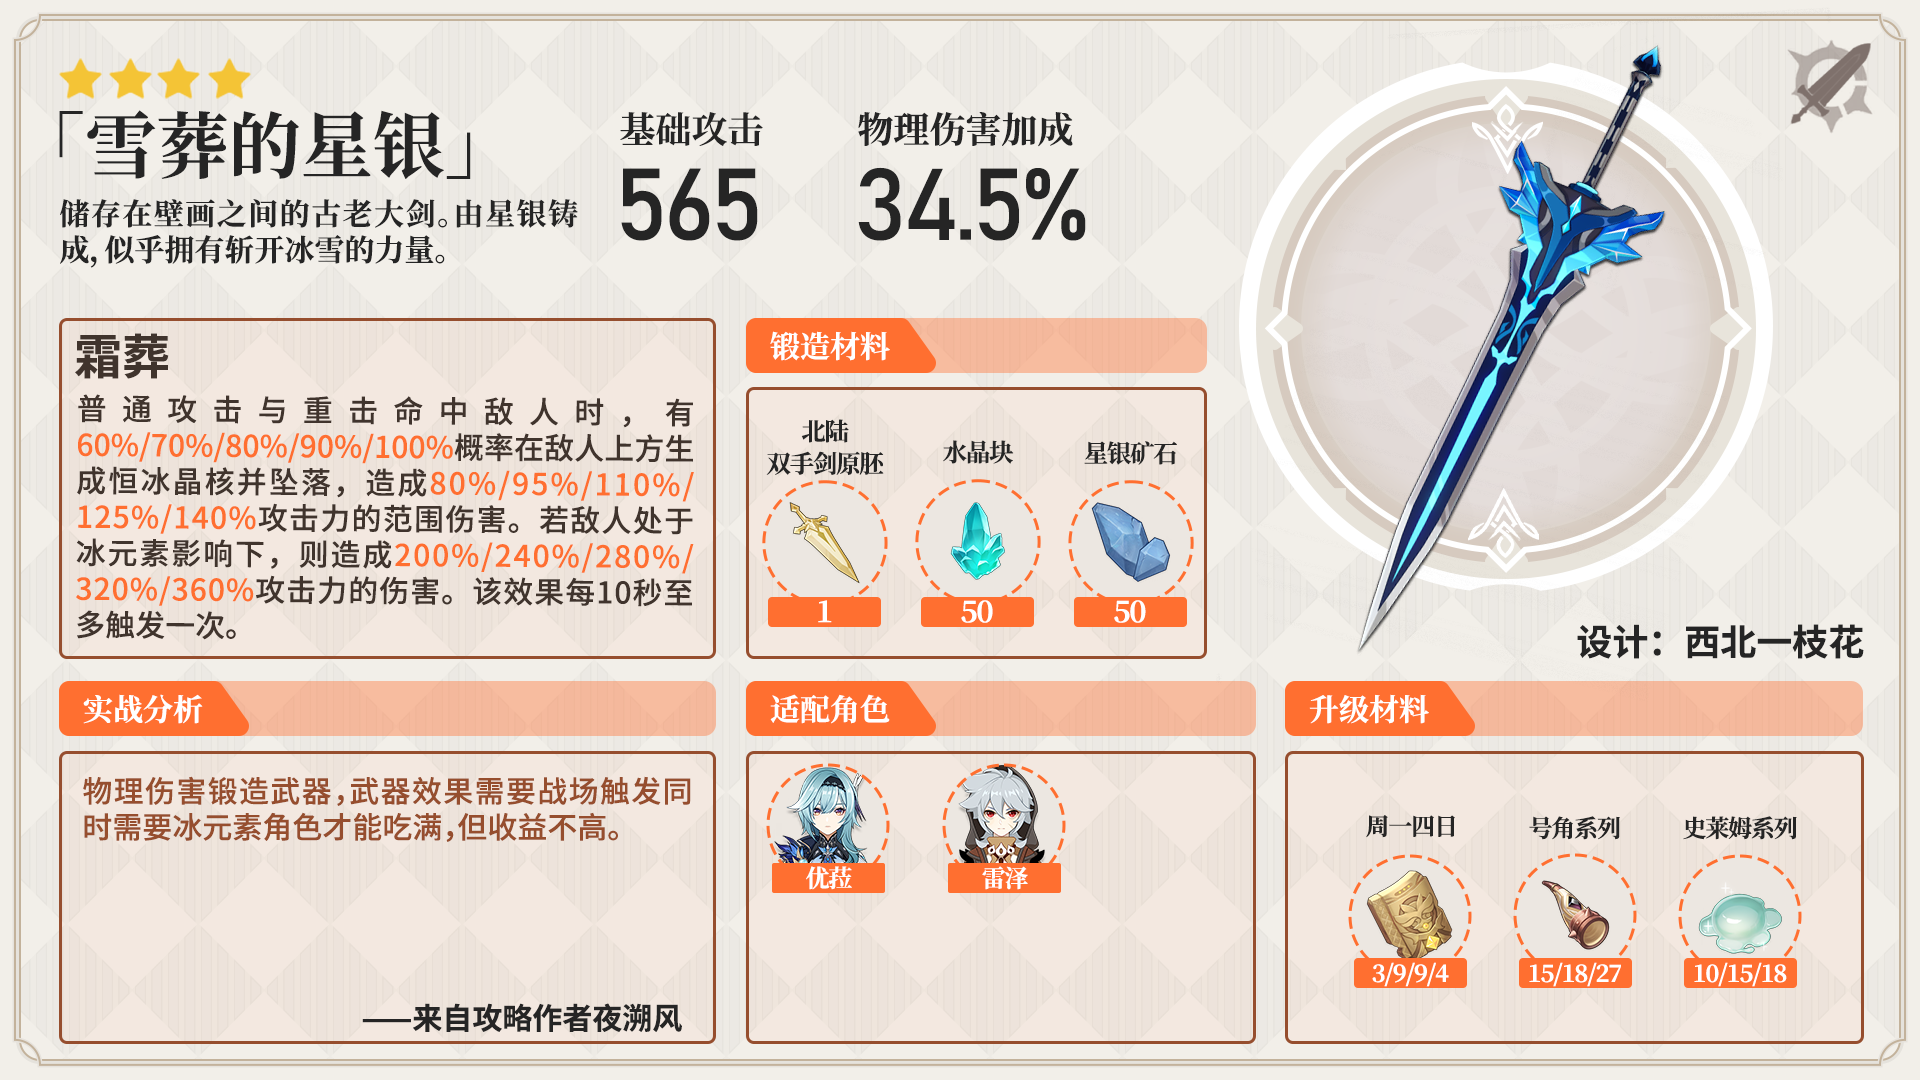 「雪葬的星银」
储存在壁画之间的古老大剑。由星银铸
成，似乎拥有斩开冰雪的力量。
基础攻击
565
物理伤害加成
34.5%
霜葬
普通攻击与重击命中敌人时，有
60%/70%/80%/90%/100%概率在敌人上方生
成恒冰晶核并坠落，造成80%/95%/110%/
125%/140%攻击力的范围伤害。若敌人处于
冰元素影响下，则造成200%/240%/280%/
320%/360%攻击力的伤害。该效果每10秒至
多触发一次。
锻造材料
北陆
双手剑原胚
1
水晶块
50
星银矿石
50
设计：西北一枝花
实战分析
物理伤害锻造武器，武器效果需要战场触发同
时需要冰元素角色才能吃满，但收益不高。
——来自攻略作者夜溯风
适配角色
优菈
雷泽
升级材料
周一四日
3/9/9/4
号角系列
15/18/27
史莱姆系列
10/15/18